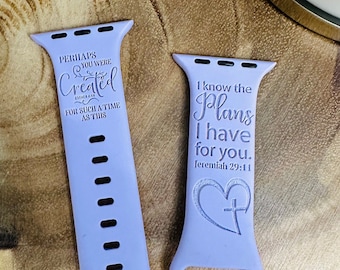 PERHAPS
YOU WERE
Created
FOR SUCH A TIME
AS THIS.
I know the
Plans
I have
for you.
Jeremiah 29:11